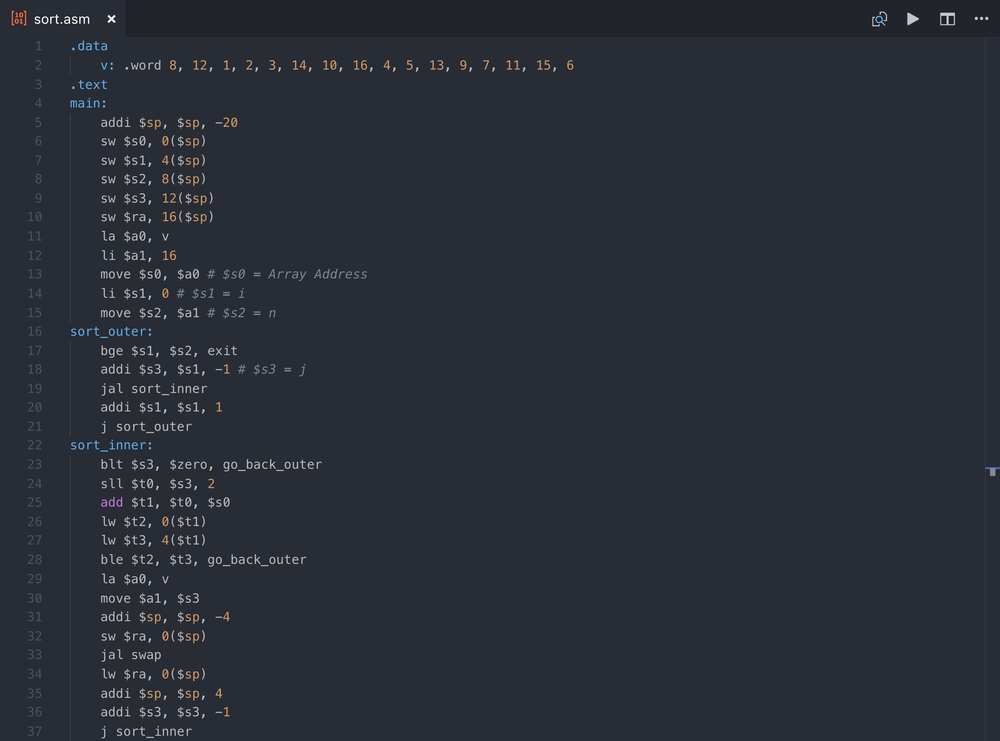 10
01
sort.asm
1 .data
2 v: .word 8, 12, 1, 2, 3, 14, 10, 16, 4, 5, 13, 9, 7, 11, 15, 6
3 .text
4 main:
5 addi $sp, $sp, -20
6 sw $s0, 0($sp)
7 sw $s1, 4($sp)
8 sw $s2, 8($sp)
9 sw $s3, 12($sp)
10 sw $ra, 16($sp)
11 la $a0, v
12 li $a1, 16
13 move $s0, $a0 # $s0 = Array Address
14 li $s1, 0 # $s1 = i
15 move $s2, $a1 # $s2 = n
16 sort_outer:
17 bge $s1, $s2, exit
18 addi $s3, $s1, -1 # $s3 = j
19 jal sort_inner
20 addi $s1, $s1, 1
21 j sort_outer
22 sort_inner:
23 blt $s3, $zero, go_back_outer
24 sll $t0, $s3, 2
25 add $t1, $t0, $s0
26 lw $t2, 0($t1)
27 lw $t3, 4($t1)
28 ble $t2, $t3, go_back_outer
29 la $a0, v
30 move $a1, $s3
31 addi $sp, $sp, -4
32 sw $ra, 0($sp)
33 jal swap
34 lw $ra, 0($sp)
35 addi $sp, $sp, 4
36 addi $s3, $s3, -1
37 j sort_inner